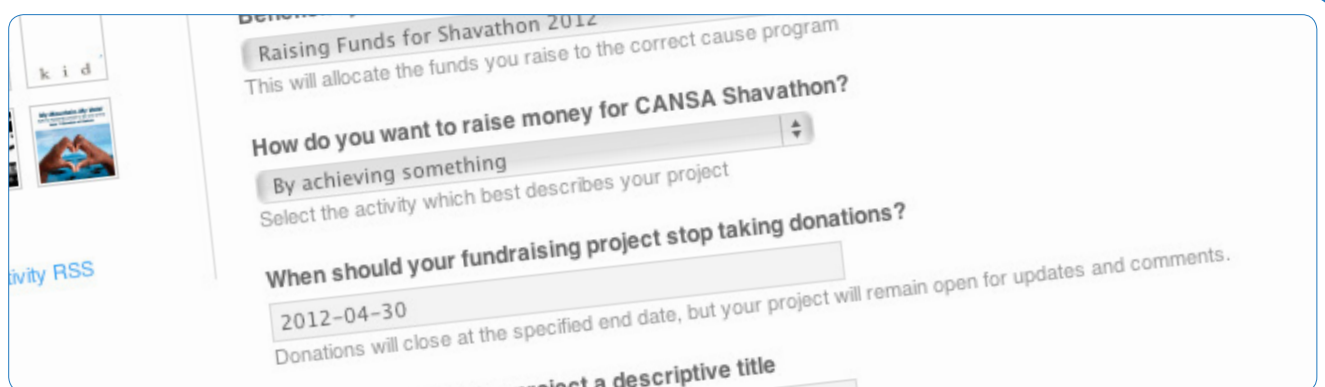 Raising Funds for Shavathon 2012
This will allocate the funds you raise to the correct cause program
k i d
How do you want to raise money for CANSA Shavathon?
By achieving something
Select the activity which best describes your project
When should your fundraising project stop taking donations?
RSS
2012-04-30
Donations will close at the specified end date, but your project will remain open for updates and comments.
a descriptive title